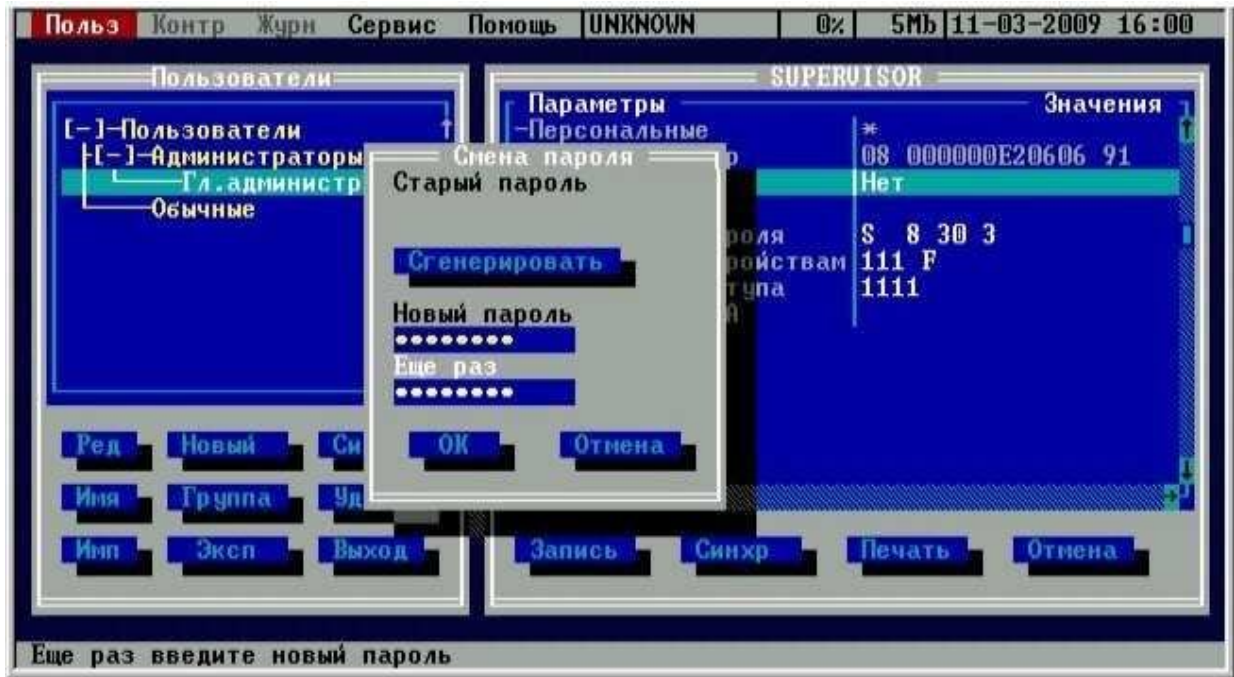 Польз Контр Журн Сервис Помощь UNKNOWN 0% 5Mb 11-03-2009 16:00
Пользователи
[-]-Пользователи
[-]-Администраторы
Гл.администр
Обычные
Ред Новый Си
Имя Группа Уд
Имп Эксп Выход
SUPERVISOR
Параметры Значения
-Персональные *
р 08 000000E20606 91
Нет
роля S 8 30 3
ройствам 111 F
тупа 1111
А
Запись Синхр Печать Отмена
Смена пароля
Старый пароль
Сгенерировать
Новый пароль
••••••••
Еще раз
••••••••
ОК Отмена
Еще раз введите новый пароль